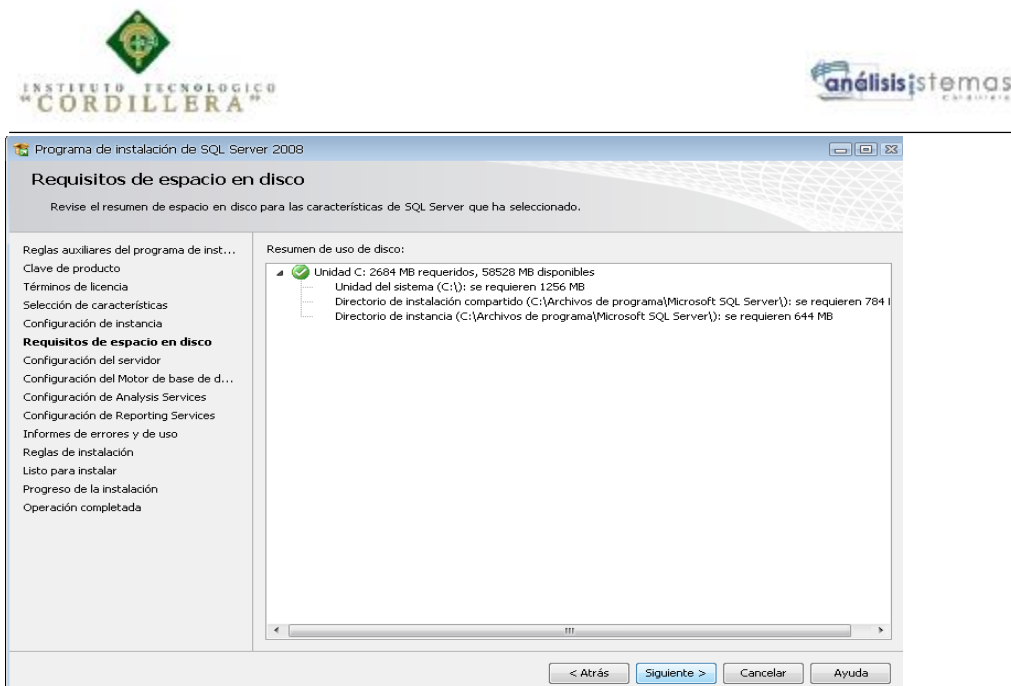 INSTITUTO TECNOLOGICO
"CORDILLERA"
análisis sistemas
Programa de instalación de SQL Server 2008
Requisitos de espacio en disco
Revise el resumen de espacio en disco para las características de SQL Server que ha seleccionado.
Reglas auxiliares del programa de inst...
Clave de producto
Términos de licencia
Selección de características
Configuración de instancia
Requisitos de espacio en disco
Configuración del servidor
Configuración del Motor de base de d...
Configuración de Analysis Services
Configuración de Reporting Services
Informes de errores y de uso
Reglas de instalación
Listo para instalar
Progreso de la instalación
Operación completada
Resumen de uso de disco:
Unidad C: 2684 MB requeridos, 58528 MB disponibles
Unidad del sistema (C:\): se requieren 1256 MB
Directorio de instalación compartido (C:\Archivos de programa\Microsoft SQL Server\): se requieren 784
Directorio de instancia (C:\Archivos de programa\Microsoft SQL Server\): se requieren 644 MB
< Atrás
Siguiente >
Cancelar
Ayuda